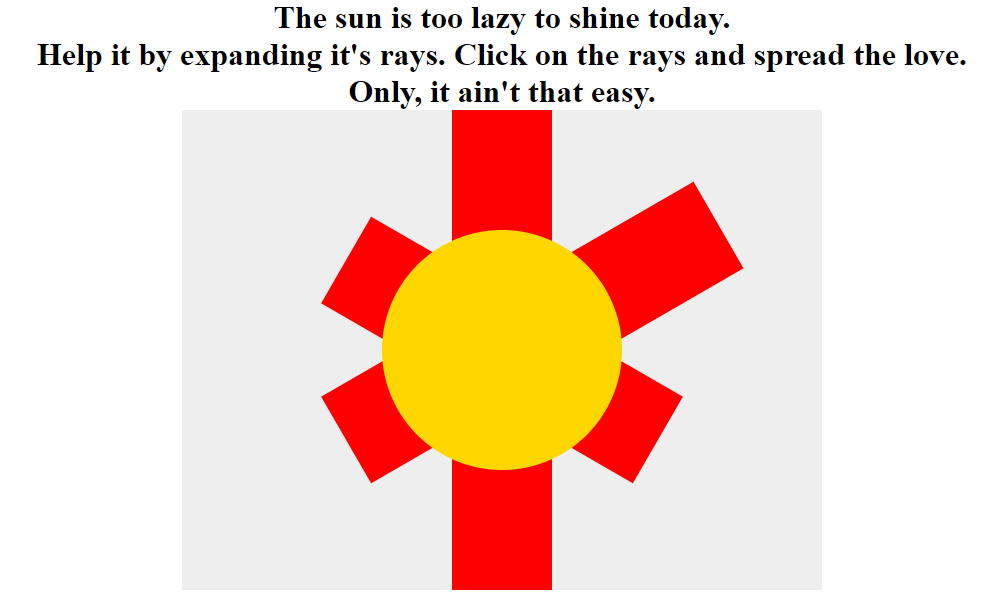 The sun is too lazy to shine today.
Help it by expanding it's rays. Click on the rays and spread the love.
Only, it ain't that easy.